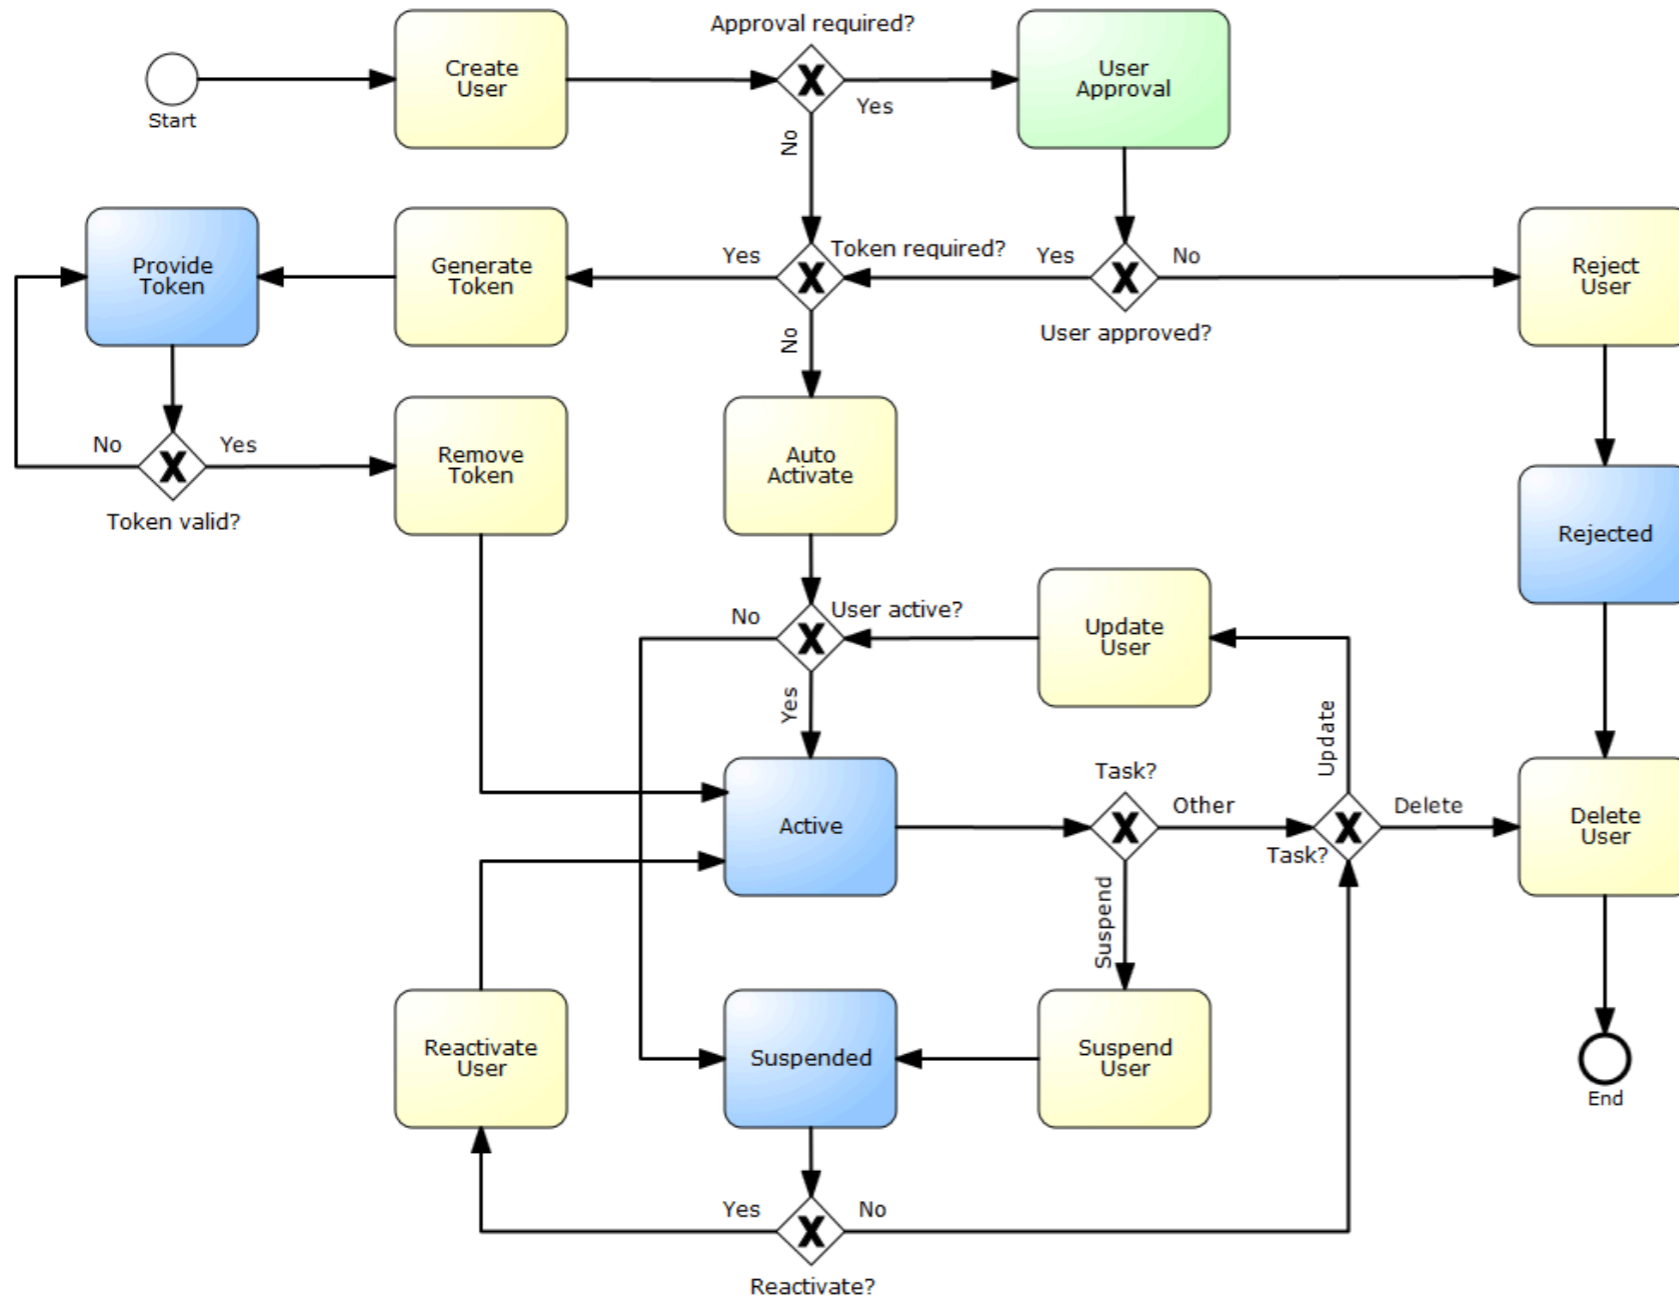 Approval required?
Create
User
User
Approval
Start
Yes
No
Provide
Token
Generate
Token
Yes
Token required?
Yes
No
Reject
User
User approved?
No
No
Yes
Remove
Token
Auto
Activate
Token valid?
Rejected
No
User active?
Update
User
Yes
Update
Task?
Active
Other
Delete
Task?
Delete
User
Suspend
Reactivate
User
Suspended
Suspend
User
End
Yes
No
Reactivate?